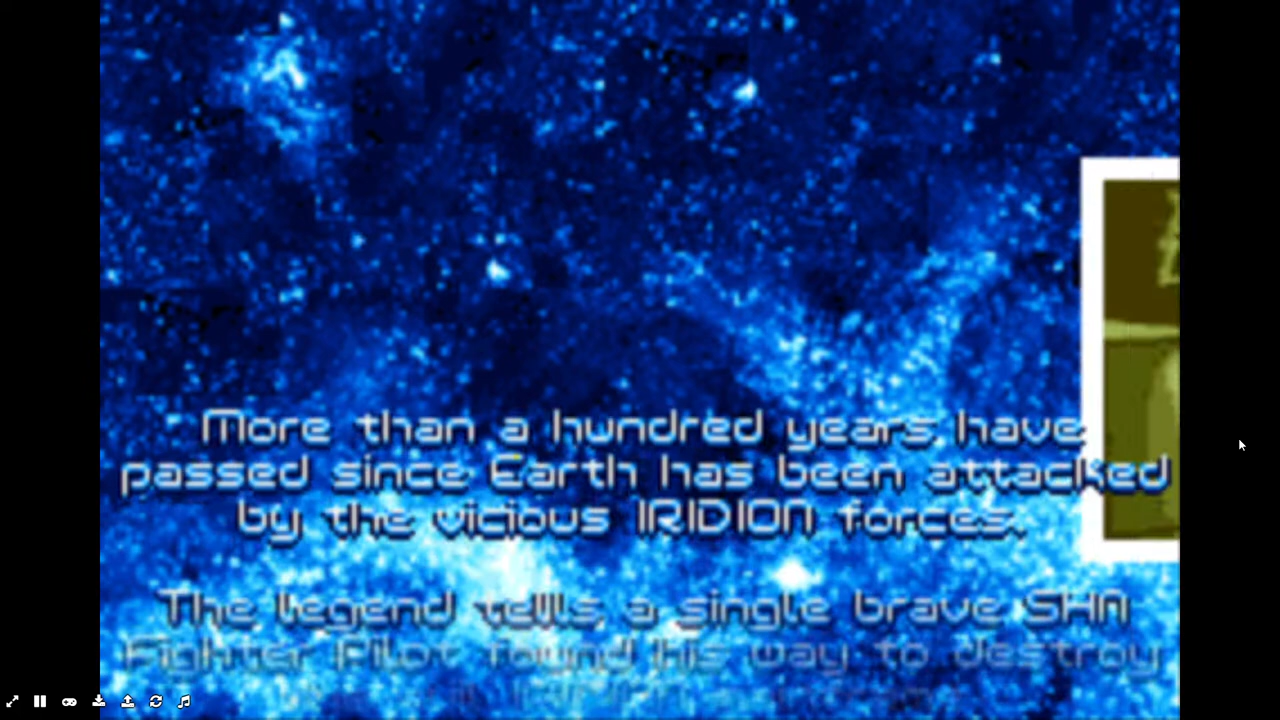 More than a hundred years have
passed since Earth has been attacked
by the vicious IRIDION forces.
The legend tells, a single brave SHN
Fighter Pilot found his way to destroy